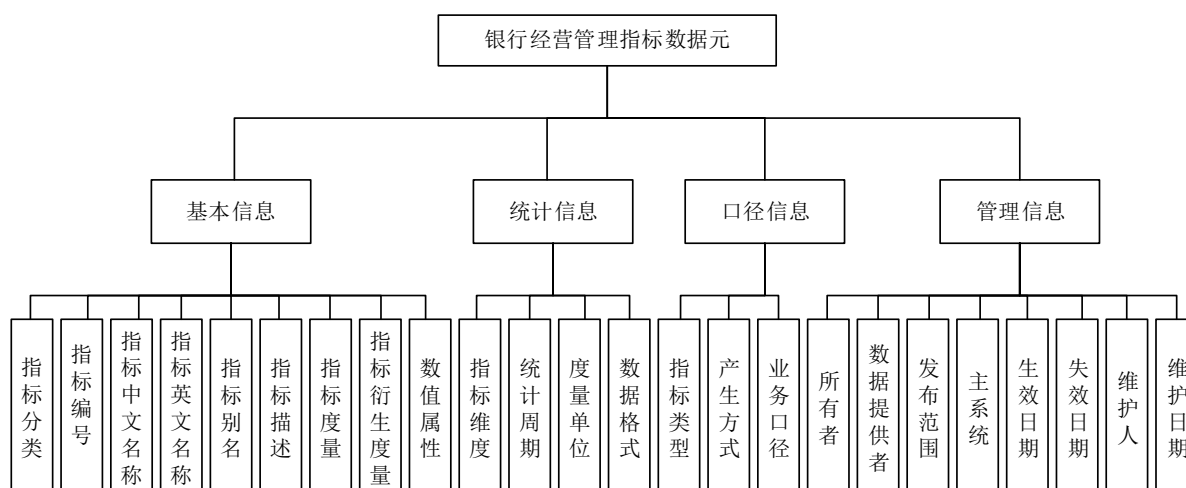 银行经营管理指标数据元
基本信息
统计信息
口径信息
管理信息
指标分类
指标编号
指标中文名称
指标英文名称
指标别名
指标描述
指标度量
指标衍生度量
数值属性
指标维度
统计周期
度量单位
数据格式
指标类型
产生方式
业务口径
所有者
数据提供者
发布范围
主系统
生效日期
失效日期
维护人
维护日期